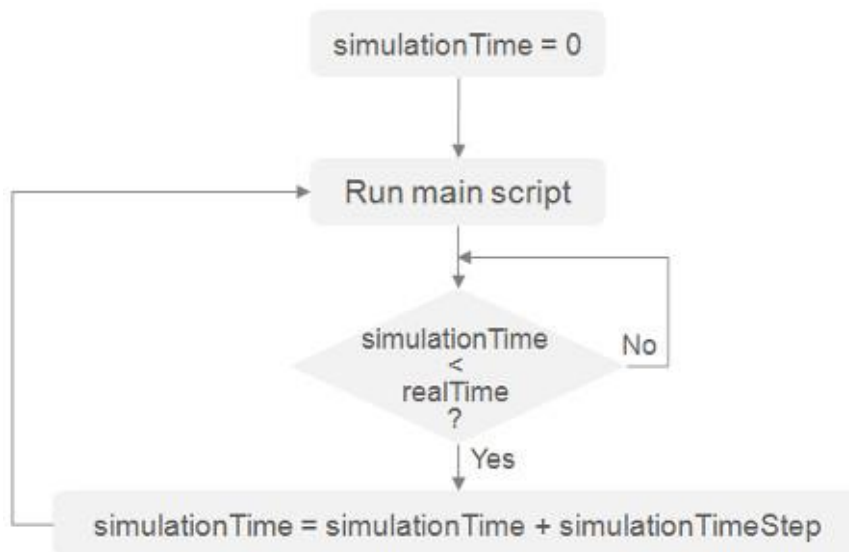 simulationTime = 0
Run main script
simulationTime
<
realTime
?
No
Yes
simulationTime = simulationTime + simulationTimeStep